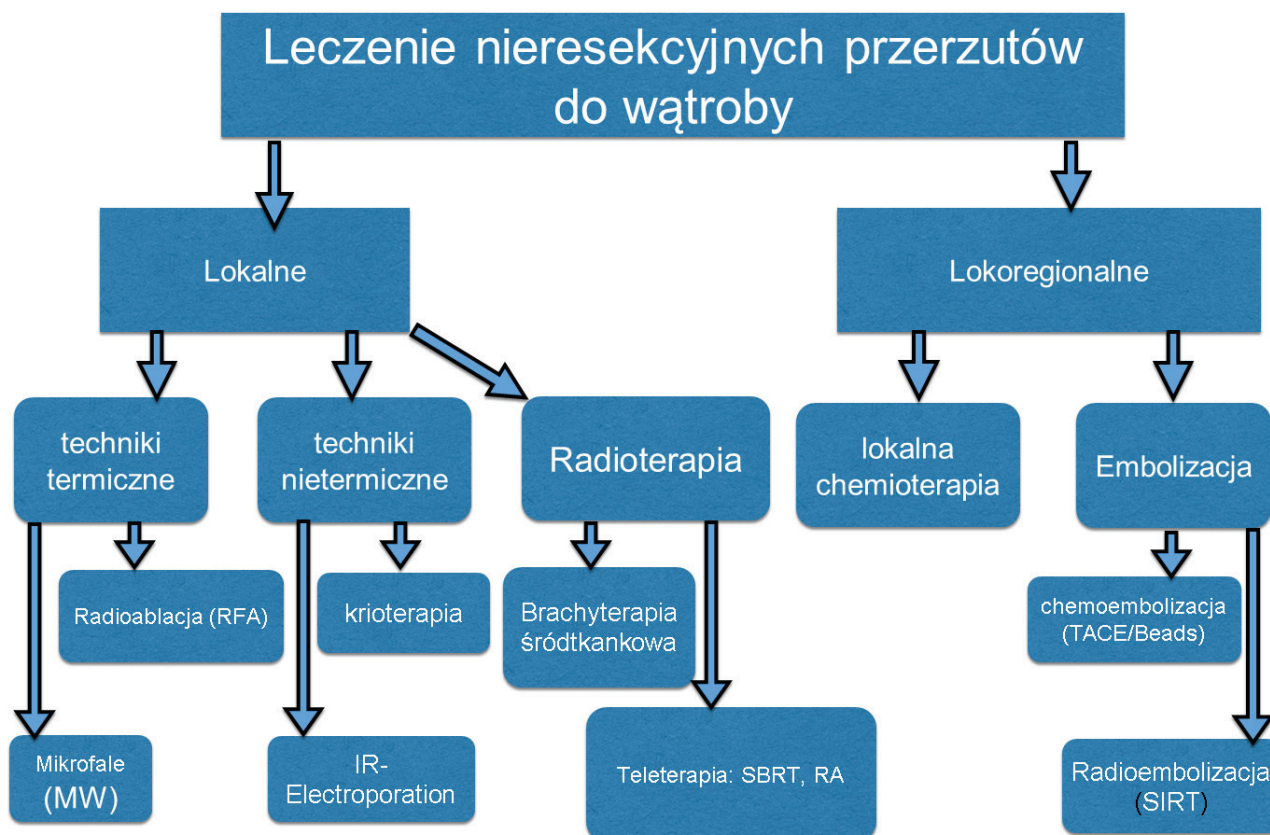 Leczenie nieresekcyjnych przerzutów
do wątroby
Lokalne
Lokoregionalne
techniki
termiczne
techniki
nietermiczne
Radioterapia
lokalna
chemioterapia
Embolizacja
Radioablacja (RFA)
krioterapia
Brachyterapia
śródtkankowa
chemoembolizacja
(TACE/Beads)
Mikrofale
(MW)
IR-
Electroporation
Teleterapia: SBRT, RA
Radioembolizacja
(SIRT)